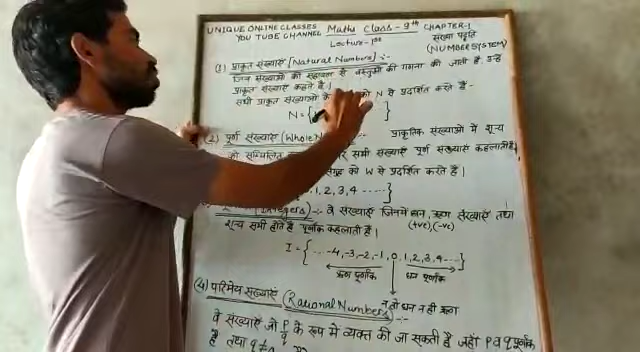 UNIQUE ONLINE CLASSES Maths Class - 9th CHAPTER-1
YOU TUBE CHANNEL Lecture-1st संख्या पद्धति
(NUMBER SYSTEM)
(1) प्राकृत संख्याएं [Natural Numbers] :-
जिन संख्याओं की सहायता से वस्तुओं की गणना की जाती है, उन्हें
प्राकृत संख्याएं कहते हैं।
सभी प्राकृत संख्याओं के को N से प्रदर्शित करते हैं-
N = {
(2) पूर्ण संख्याएं (Whole N :- प्राकृतिक संख्याओं में शून्य
को सम्मिलित सभी संख्याएं पूर्ण संख्याएं कहलाती हैं,
समूह को W से प्रदर्शित करते हैं।
1, 2, 3, 4 ......}
(Integers) :- वे संख्याएं जिनमें धन, ऋण संख्याएं तथा
(+ve), (-ve)
शून्य सभी होते हैं पूर्णांक कहलाती हैं।
I = {... -4, -3, -2, -1, 0, 1, 2, 3, 4 ...}
ऋण पूर्णांक धन पूर्णांक
न तो धन न ही ऋण
(4) परिमेय संख्याएं (Rational Numbers) :-
वे संख्याएं जो p/q के रूप में व्यक्त की जा सकती हैं जहाँ p व q पूर्णांक
हैं तथा q ≠ 0